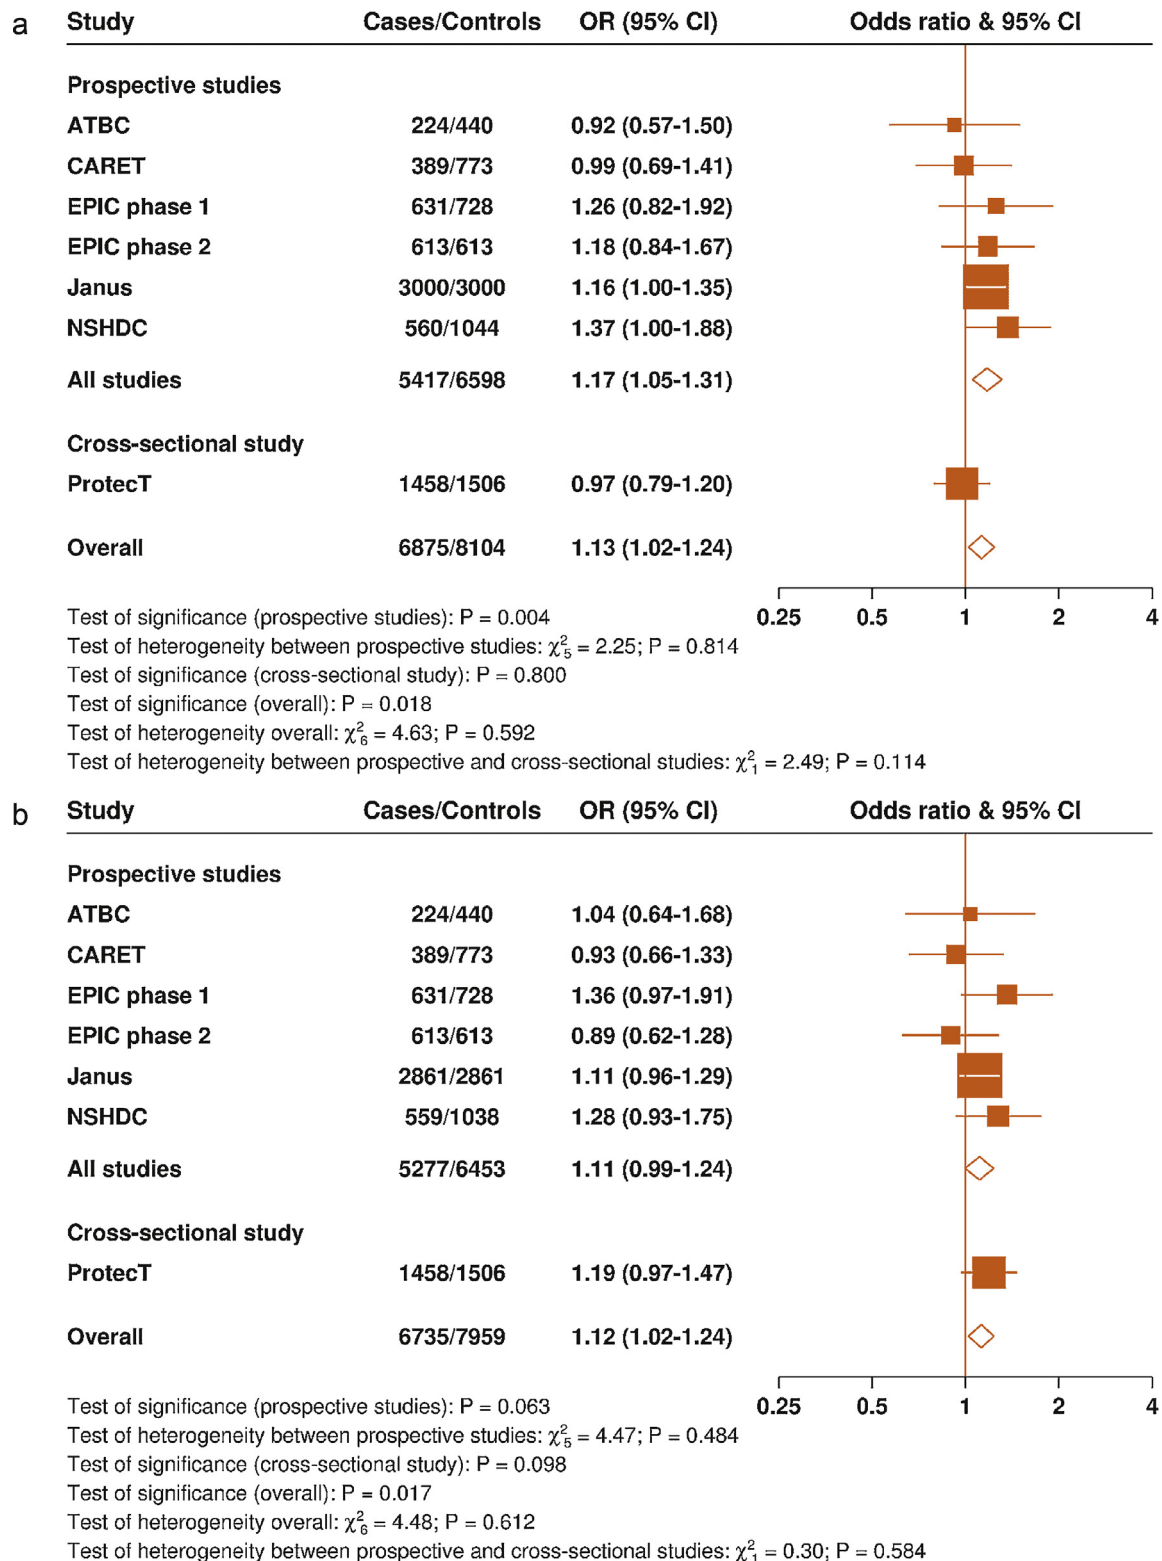 a
Study Cases/Controls OR (95% CI) Odds ratio & 95% CI
Prospective studies
ATBC 224/440 0.92 (0.57-1.50)
CARET 389/773 0.99 (0.69-1.41)
EPIC phase 1 631/728 1.26 (0.82-1.92)
EPIC phase 2 613/613 1.18 (0.84-1.67)
Janus 3000/3000 1.16 (1.00-1.35)
NSHDC 560/1044 1.37 (1.00-1.88)
All studies 5417/6598 1.17 (1.05-1.31)
Cross-sectional study
ProtecT 1458/1506 0.97 (0.79-1.20)
Overall 6875/8104 1.13 (1.02-1.24)
0.25 0.5 1 2 4
Test of significance (prospective studies): P = 0.004
Test of heterogeneity between prospective studies: χ²₅ = 2.25; P = 0.814
Test of significance (cross-sectional study): P = 0.800
Test of significance (overall): P = 0.018
Test of heterogeneity overall: χ²₆ = 4.63; P = 0.592
Test of heterogeneity between prospective and cross-sectional studies: χ²₁ = 2.49; P = 0.114
b
Study Cases/Controls OR (95% CI) Odds ratio & 95% CI
Prospective studies
ATBC 224/440 1.04 (0.64-1.68)
CARET 389/773 0.93 (0.66-1.33)
EPIC phase 1 631/728 1.36 (0.97-1.91)
EPIC phase 2 613/613 0.89 (0.62-1.28)
Janus 2861/2861 1.11 (0.96-1.29)
NSHDC 559/1038 1.28 (0.93-1.75)
All studies 5277/6453 1.11 (0.99-1.24)
Cross-sectional study
ProtecT 1458/1506 1.19 (0.97-1.47)
Overall 6735/7959 1.12 (1.02-1.24)
0.25 0.5 1 2 4
Test of significance (prospective studies): P = 0.063
Test of heterogeneity between prospective studies: χ²₅ = 4.47; P = 0.484
Test of significance (cross-sectional study): P = 0.098
Test of significance (overall): P = 0.017
Test of heterogeneity overall: χ²₆ = 4.48; P = 0.612
Test of heterogeneity between prospective and cross-sectional studies: χ²₁ = 0.30; P = 0.584